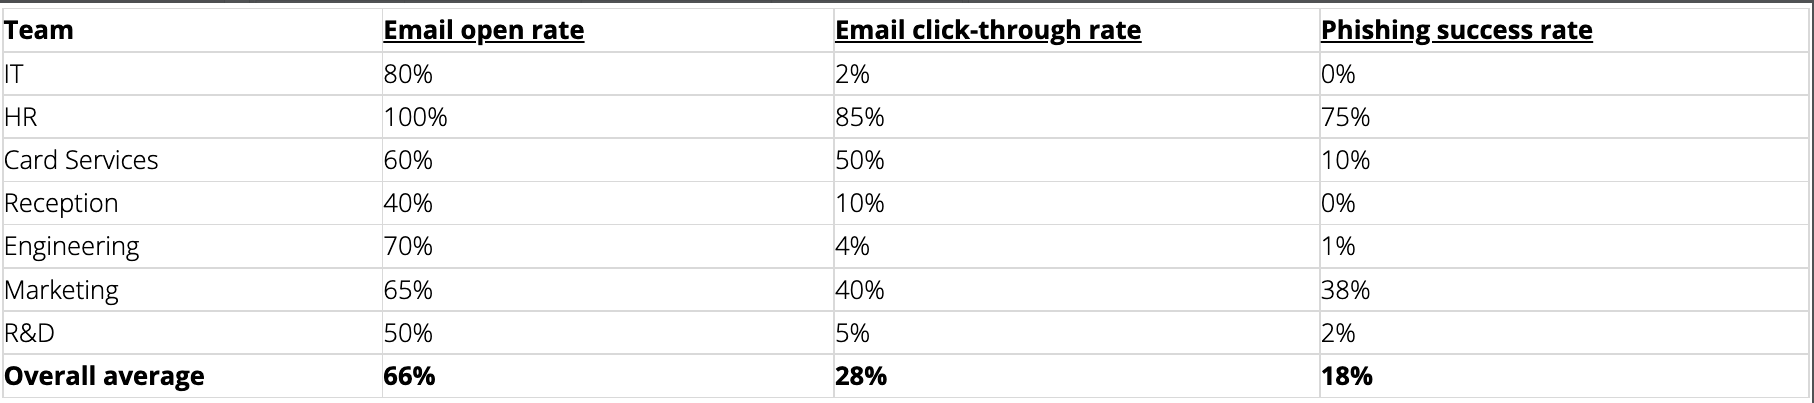 Team Email open rate Email click-through rate Phishing success rate
IT 80% 2% 0%
HR 100% 85% 75%
Card Services 60% 50% 10%
Reception 40% 10% 0%
Engineering 70% 4% 1%
Marketing 65% 40% 38%
R&D 50% 5% 2%
Overall average 66% 28% 18%